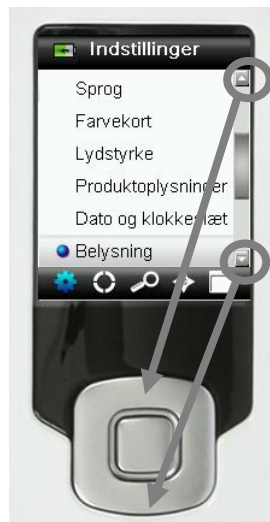 Indstillinger
Sprog
Farvekort
Lydstyrke
Produktoplysninger
Dato og klokkeslæt
Belysning